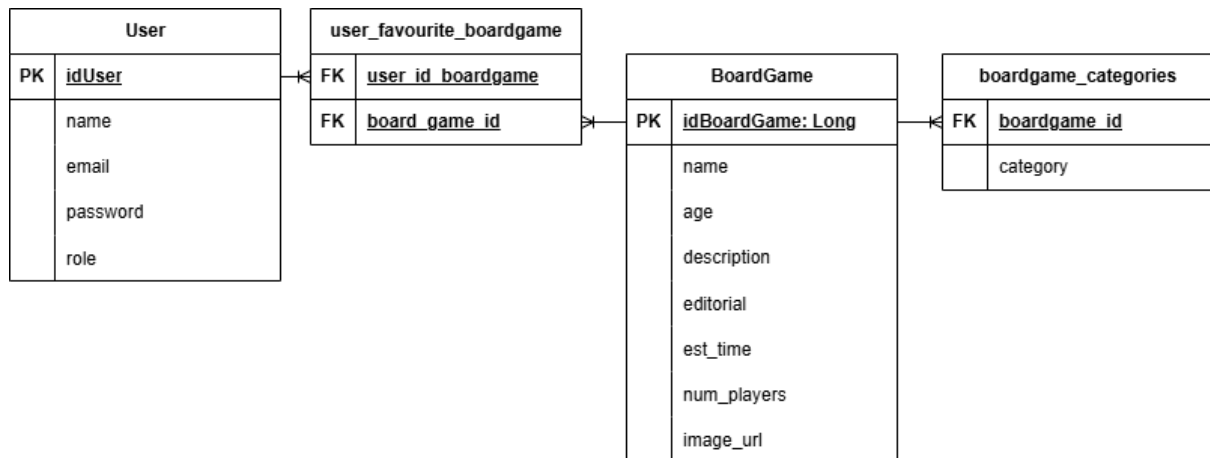 User
PK idUser
name
email
password
role
user_favourite_boardgame
FK user_id_boardgame
FK board_game_id
BoardGame
PK idBoardGame: Long
name
age
description
editorial
est_time
num_players
image_url
boardgame_categories
FK boardgame_id
category